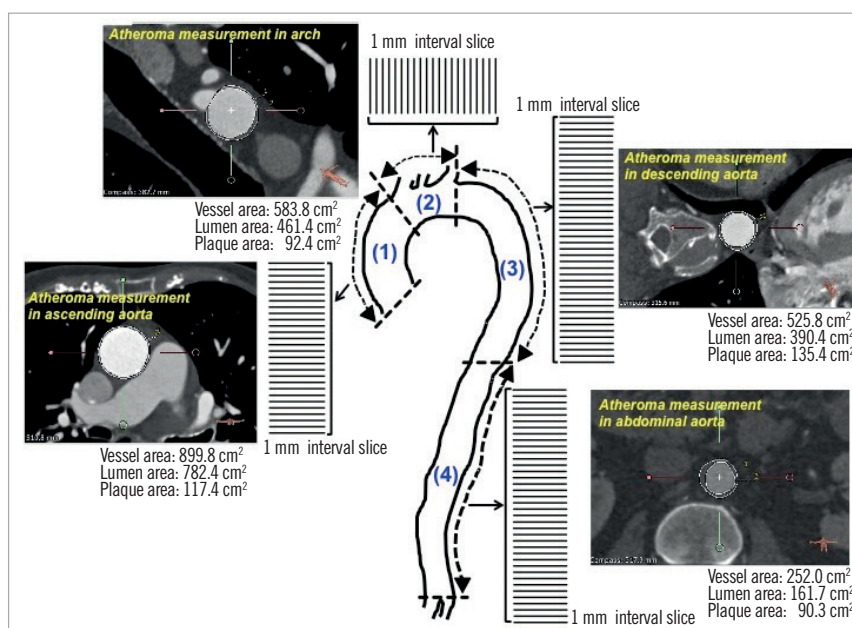 Atheroma measurement in arch
1 mm interval slice
1 mm interval slice
Atheroma measurement
in descending aorta
Compass: 387.7 mm
Vessel area: 583.8 cm²
Lumen area: 461.4 cm²
Plaque area: 92.4 cm²
(2)
(1)
(3)
Atheroma measurement
in ascending aorta
Vessel area: 525.8 cm²
Lumen area: 390.4 cm²
Plaque area: 135.4 cm²
1 mm interval slice
Vessel area: 899.8 cm²
Lumen area: 782.4 cm²
Plaque area: 117.4 cm²
Atheroma measurement
in abdominal aorta
(4)
Vessel area: 252.0 cm²
Lumen area: 161.7 cm²
Plaque area: 90.3 cm²
1 mm interval slice